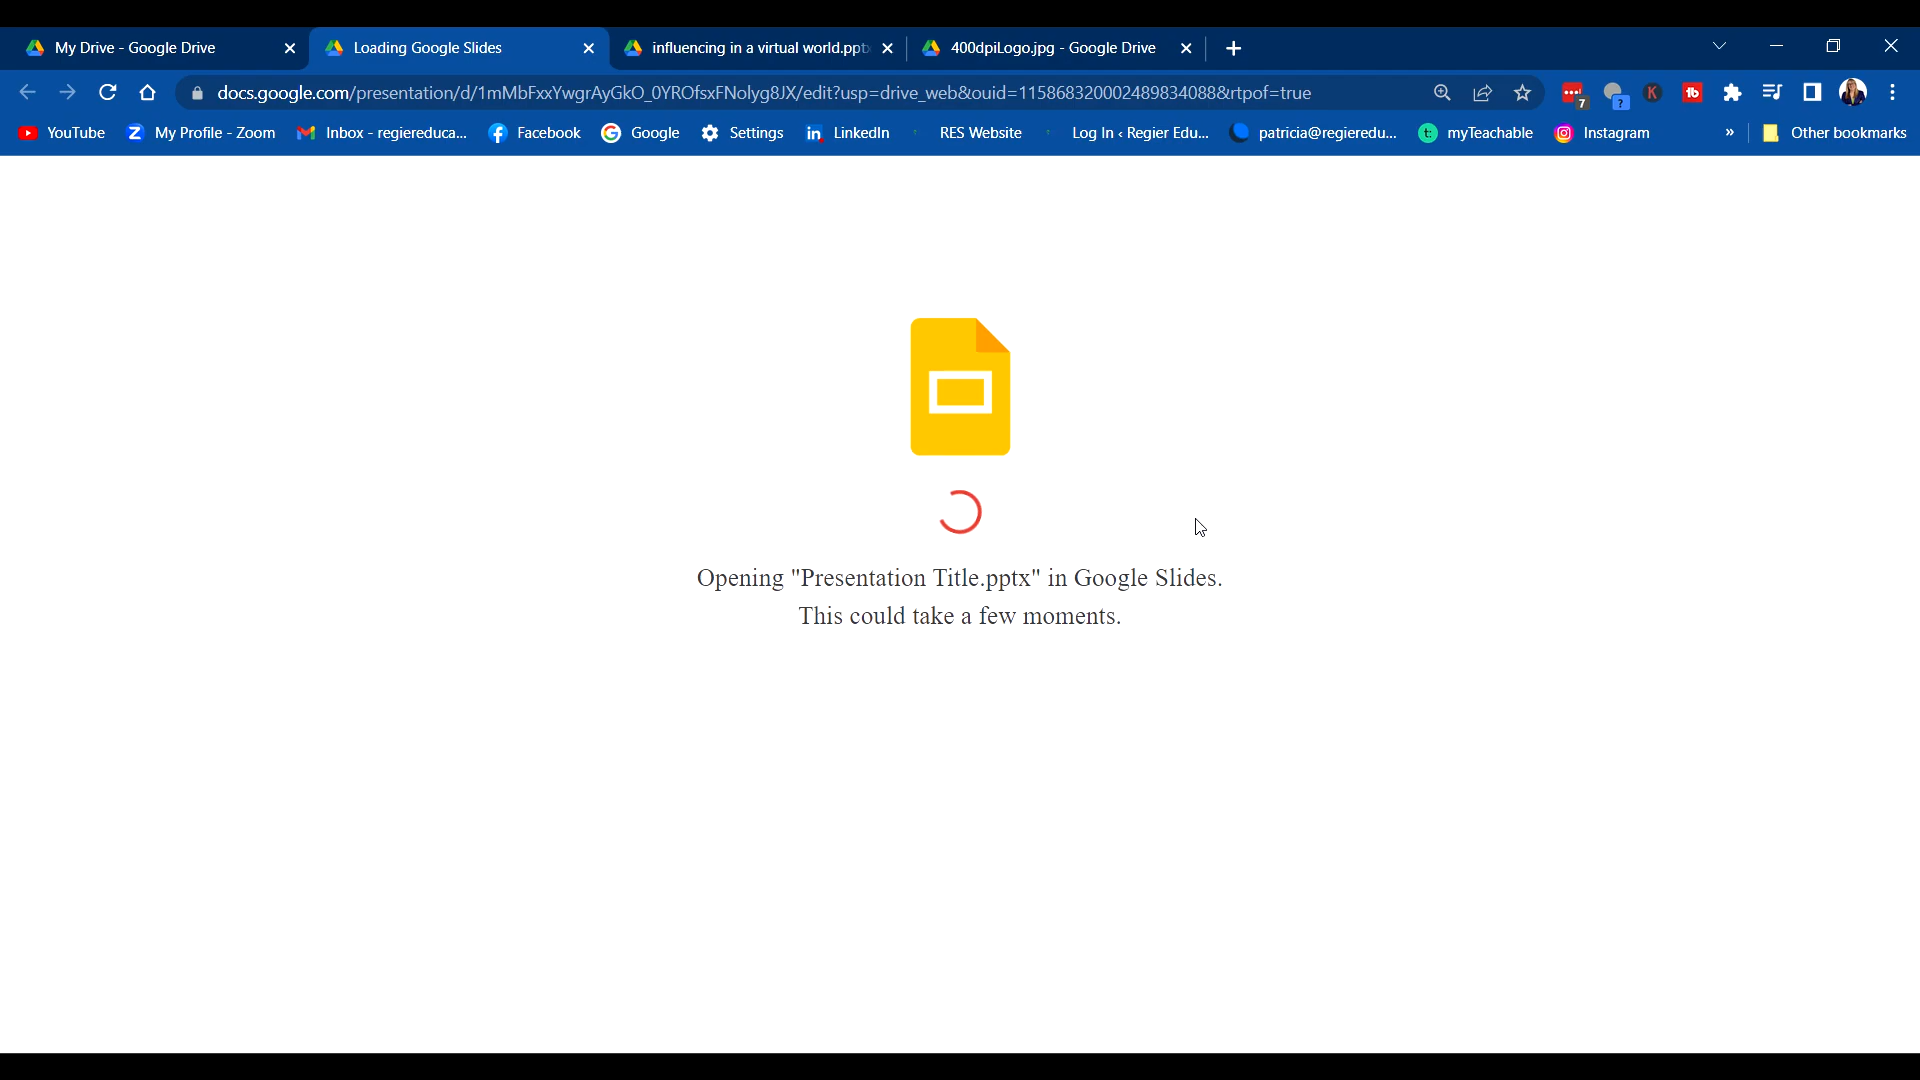 My Drive - Google Drive
Loading Google Slides
influencing in a virtual world.pptx
400dpiLogo.jpg - Google Drive
docs.google.com/presentation/d/1mMbFxxYwgrAyGkO_0YROfsxFNolyg8JX/edit?usp=drive_web&ouid=115868320002489834088&rtpof=true
7
?
K
tb
YouTube
My Profile - Zoom
Inbox - regiereduca...
Facebook
Google
Settings
LinkedIn
RES Website
Log In ‹ Regier Edu...
patricia@regieredu...
myTeachable
Instagram
»
Other bookmarks
Opening "Presentation Title.pptx" in Google Slides.
This could take a few moments.